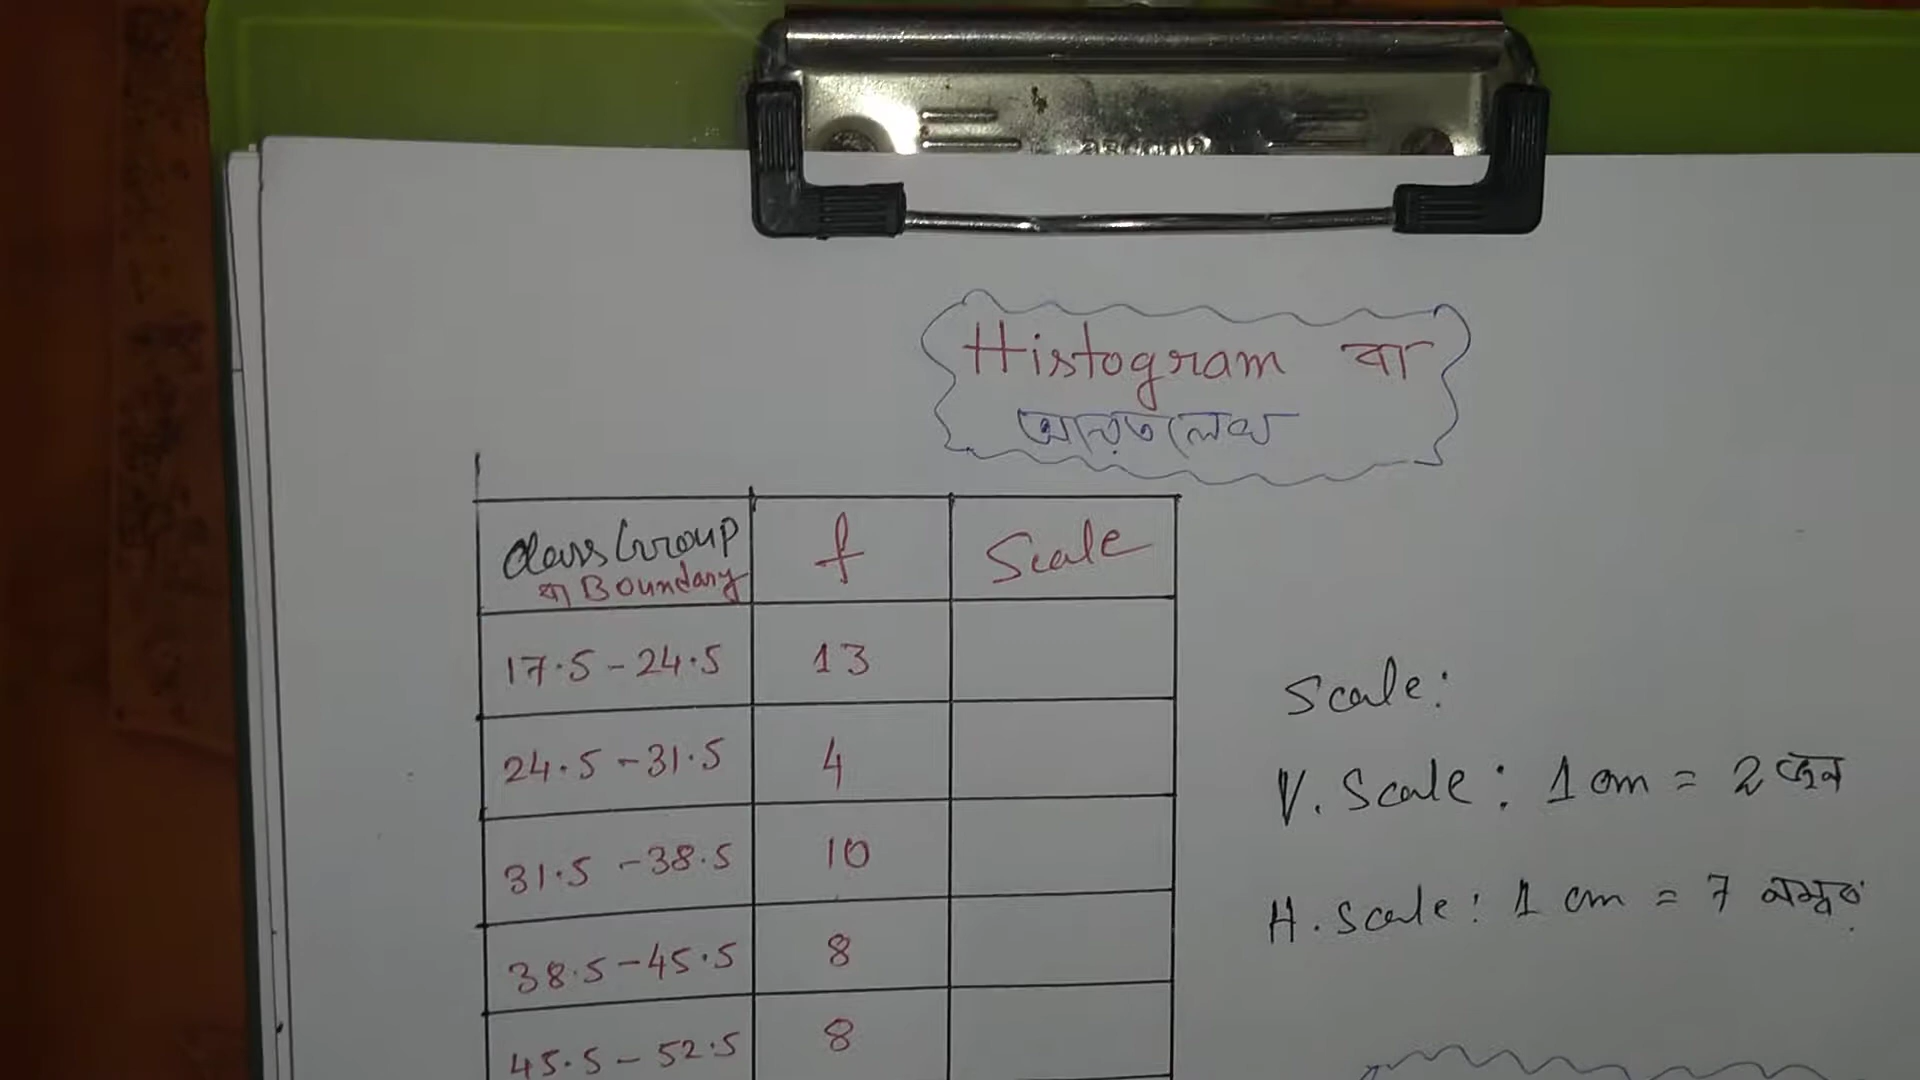 Histogram বা
আয়তলেখ
Class Group
বা Boundary
f
Scale
17.5-24.5
13
24.5-31.5
4
31.5-38.5
10
38.5-45.5
8
45.5-52.5
8
Scale:
V. Scale: 1 cm = 2 জন
H. Scale: 1 cm = 7 নম্বর